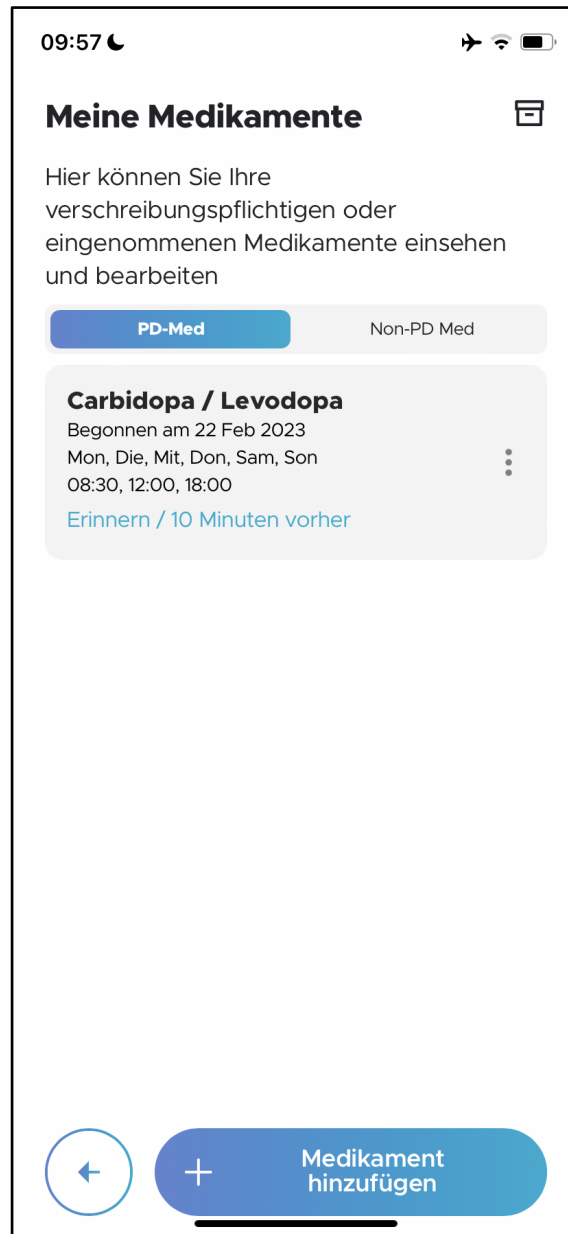 09:57
Meine Medikamente
Hier können Sie Ihre
verschreibungspflichtigen oder
eingenommenen Medikamente einsehen
und bearbeiten
PD-Med
Non-PD Med
Carbidopa / Levodopa
Begonnen am 22 Feb 2023
Mon, Die, Mit, Don, Sam, Son
08:30, 12:00, 18:00
Erinnern / 10 Minuten vorher
Medikament
hinzufügen